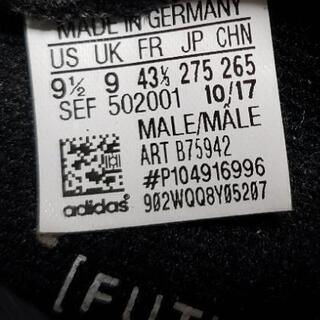 MADE IN GERMANY
US UK FR JP CHN
9½ 9 43⅓ 275 265
SEF 502001 10/17
MALE/MÂLE
ART B75942
#P104916996
adidas® 902WQQ8Y05207